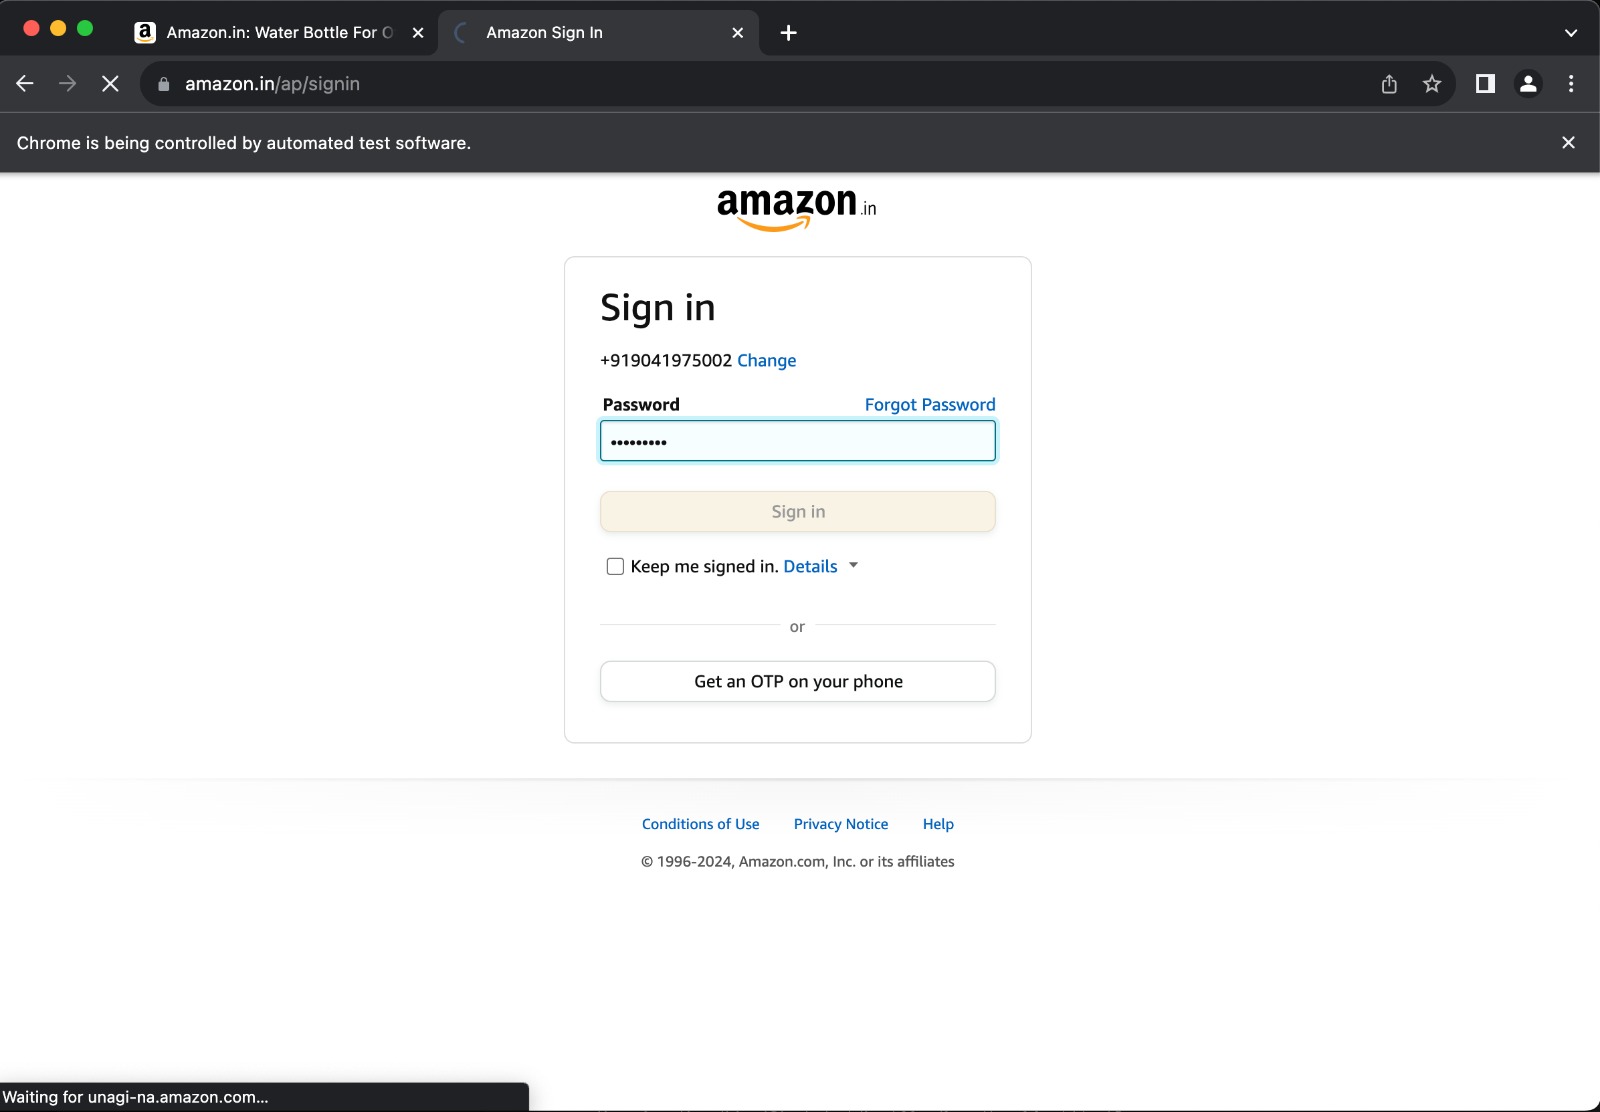 Amazon.in: Water Bottle For O
Amazon Sign In
amazon.in/ap/signin
Chrome is being controlled by automated test software.
amazon.in
Sign in
+919041975002 Change
Password Forgot Password
•••••••••
Sign in
Keep me signed in. Details
or
Get an OTP on your phone
Conditions of Use Privacy Notice Help
© 1996-2024, Amazon.com, Inc. or its affiliates
Waiting for unagi-na.amazon.com...